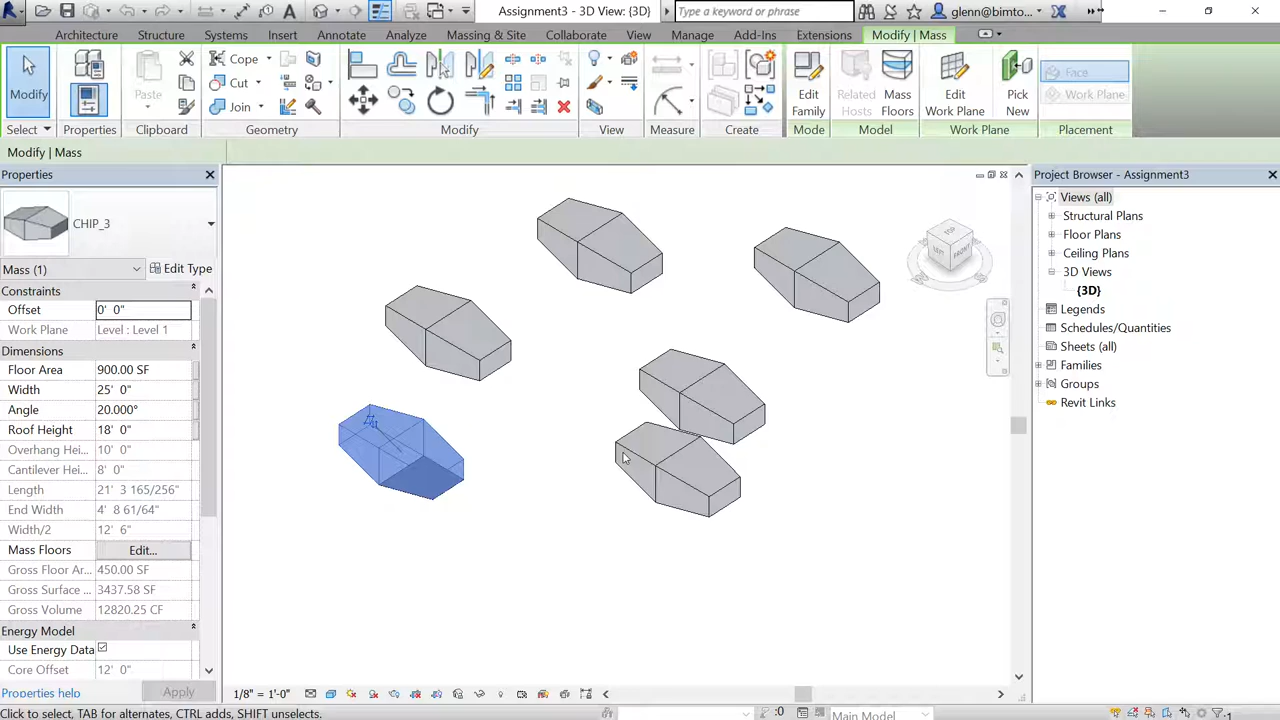 Assignment3 - 3D View: {3D}
Type a keyword or phrase
glenn@bimto...
Architecture Structure Systems Insert Annotate Analyze Massing & Site Collaborate View Manage Add-Ins Extensions Modify | Mass
Modify
Paste
Cope
Cut
Join
Edit Family
Related Hosts
Mass Floors
Edit Work Plane
Pick New
Face
Work Plane
Select Properties Clipboard Geometry Modify View Measure Create Mode Model Work Plane Placement
Modify | Mass
Properties
CHIP_3
Mass (1)
Edit Type
Constraints
Offset 0' 0"
Work Plane Level : Level 1
Dimensions
Floor Area 900.00 SF
Width 25' 0"
Angle 20.000°
Roof Height 18' 0"
Overhang Hei... 10' 0"
Cantilever Hei... 8' 0"
Length 21' 3 165/256"
End Width 4' 8 61/64"
Width/2 12' 6"
Mass Floors Edit...
Gross Floor Ar... 450.00 SF
Gross Surface ... 3437.58 SF
Gross Volume 12820.25 CF
Energy Model
Use Energy Data
Core Offset 12' 0"
Properties help
Apply
TOP
LEFT
FRONT
Project Browser - Assignment3
Views (all)
Structural Plans
Floor Plans
Ceiling Plans
3D Views
{3D}
Legends
Schedules/Quantities
Sheets (all)
Families
Groups
Revit Links
1/8" = 1'-0"
Click to select, TAB for alternates, CTRL adds, SHIFT unselects.
:0
Main Model
:1